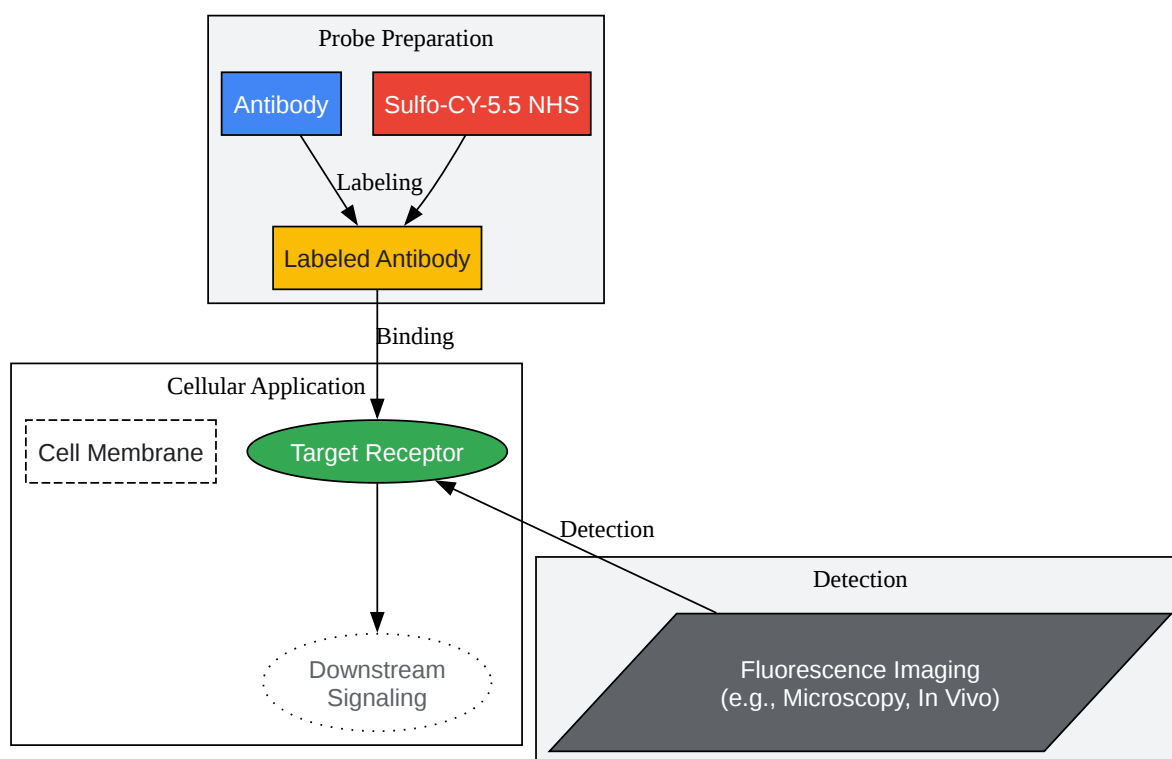 Probe Preparation
Antibody
Sulfo-CY-5.5 NHS
Labeling
Labeled Antibody
Binding
Cellular Application
Cell Membrane
Target Receptor
Detection
Detection
Downstream
Signaling
Fluorescence Imaging
(e.g., Microscopy, In Vivo)